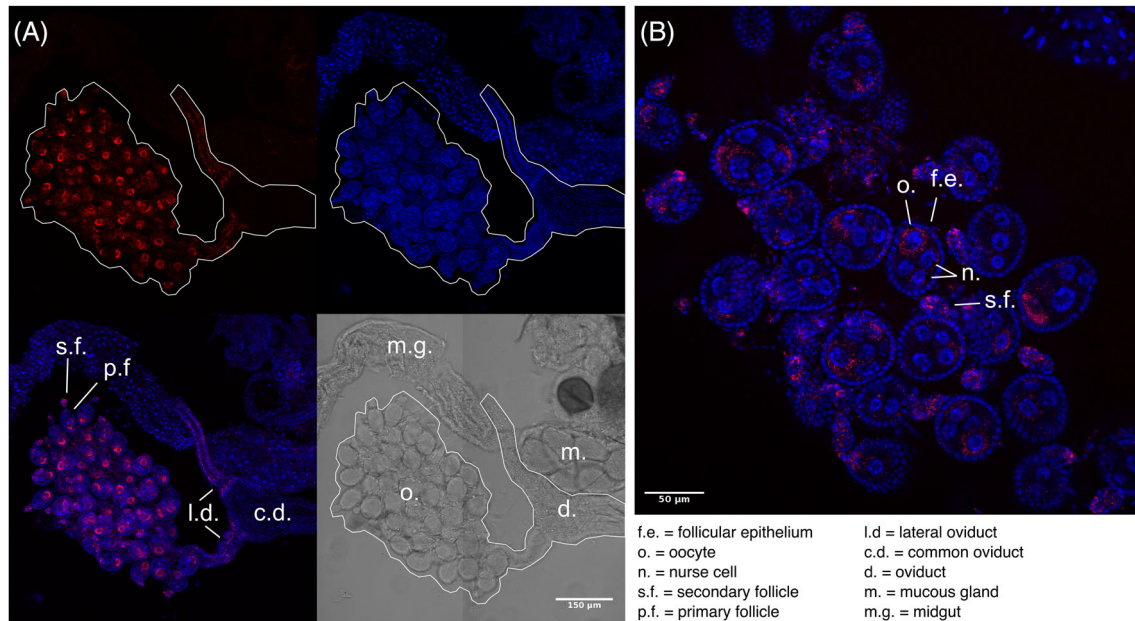 (A)
(B)
o.
f.e.
n.
s.f.
s.f.
p.f
m.g.
m.
o.
l.d.
c.d.
d.
150 µm
50 µm
f.e. = follicular epithelium
o. = oocyte
n. = nurse cell
s.f. = secondary follicle
p.f. = primary follicle
l.d = lateral oviduct
c.d. = common oviduct
d. = oviduct
m. = mucous gland
m.g. = midgut